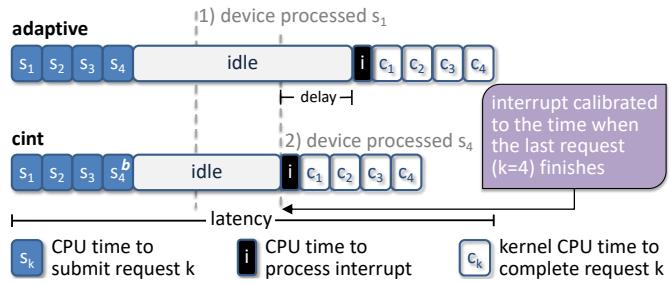 1) device processed s1
adaptive
s1 s2 s3 s4 idle i c1 c2 c3 c4
delay
interrupt calibrated
to the time when
the last request
(k=4) finishes
cint
2) device processed s4
s1 s2 s3 s4b idle i c1 c2 c3 c4
latency
sk CPU time to
submit request k
i CPU time to
process interrupt
ck kernel CPU time to
complete request k